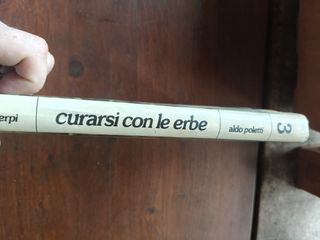 erpi
curarsi con le erbe
aldo poletti
3